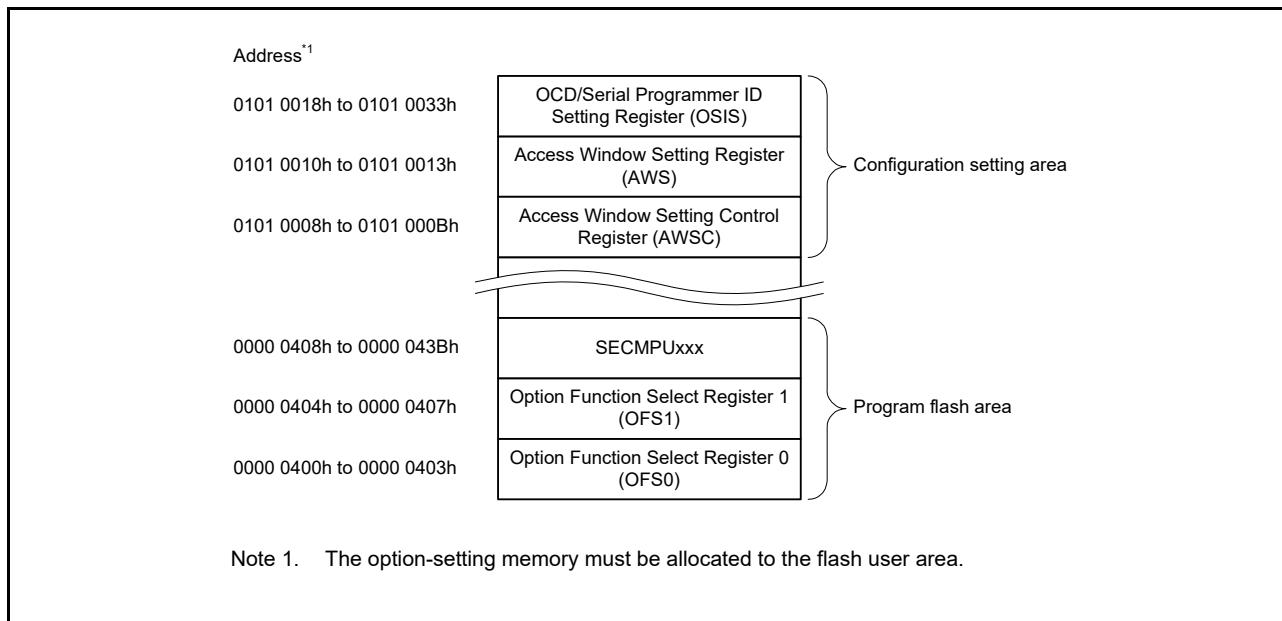 Address*1
0101 0018h to 0101 0033h
OCD/Serial Programmer ID
Setting Register (OSIS)
0101 0010h to 0101 0013h
Access Window Setting Register
(AWS)
Configuration setting area
0101 0008h to 0101 000Bh
Access Window Setting Control
Register (AWSC)
0000 0408h to 0000 043Bh
SECMPUxxx
0000 0404h to 0000 0407h
Option Function Select Register 1
(OFS1)
Program flash area
0000 0400h to 0000 0403h
Option Function Select Register 0
(OFS0)
Note 1. The option-setting memory must be allocated to the flash user area.